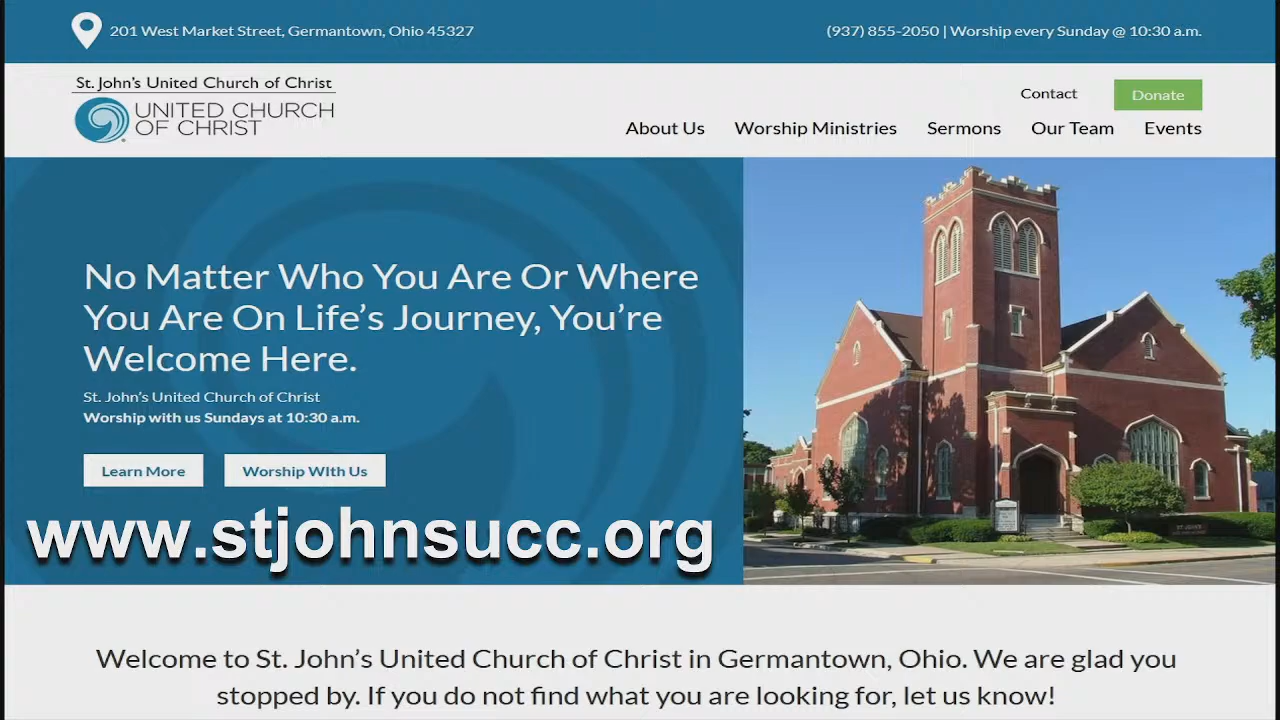 201 West Market Street, Germantown, Ohio 45327
(937) 855-2050 | Worship every Sunday @ 10:30 a.m.
St. John's United Church of Christ
UNITED CHURCH
OF CHRIST
Contact
Donate
About Us
Worship Ministries
Sermons
Our Team
Events
No Matter Who You Are Or Where
You Are On Life’s Journey, You’re
Welcome Here.
St. John’s United Church of Christ
Worship with us Sundays at 10:30 a.m.
Learn More
Worship WIth Us
www.stjohnsucc.org
Welcome to St. John’s United Church of Christ in Germantown, Ohio. We are glad you
stopped by. If you do not find what you are looking for, let us know!